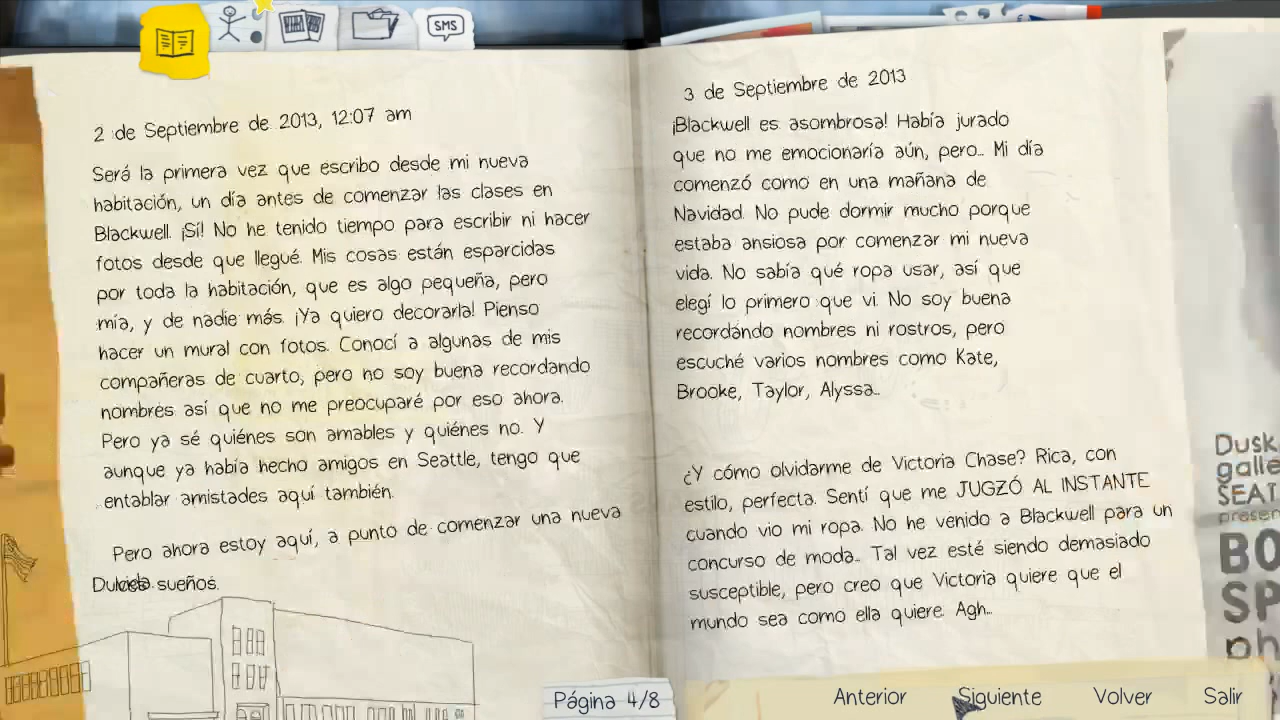 SMS
2 de Septiembre de 2013, 12:07 am
Será la primera vez que escribo desde mi nueva
habitación, un día antes de comenzar las clases en
Blackwell. ¡Sí! No he tenido tiempo para escribir ni hacer
fotos desde que llegué. Mis cosas están esparcidas
por toda la habitación, que es algo pequeña, pero
mía, y de nadie más. ¡Ya quiero decorarla! Pienso
hacer un mural con fotos. Conocí a algunas de mis
compañeras de cuarto, pero no soy buena recordando
nombres así que no me preocuparé por eso ahora.
Pero ya sé quiénes son amables y quiénes no. Y
aunque ya había hecho amigos en Seattle, tengo que
entablar amistades aquí también.
Pero ahora estoy aquí, a punto de comenzar una nueva
sueños.
3 de Septiembre de 2013
¡Blackwell es asombrosa! Había jurado
que no me emocionaría aún, pero... Mi día
comenzó como en una mañana de
Navidad. No pude dormir mucho porque
estaba ansiosa por comenzar mi nueva
vida. No sabía qué ropa usar, así que
elegí lo primero que vi. No soy buena
recordando nombres ni rostros, pero
escuché varios nombres como Kate,
Brooke, Taylor, Alyssa...
¿Y cómo olvidarme de Victoria Chase? Rica, con
estilo, perfecta. Sentí que me JUGZÓ AL INSTANTE
cuando vio mi ropa. No he venido a Blackwell para un
concurso de moda... Tal vez esté siendo demasiado
susceptible, pero creo que Victoria quiere que el
mundo sea como ella quiere. Agh...
Dusk
galle
SEAT
presen
BO
SP
ph
Página 4/8
Anterior Siguiente Volver Salir